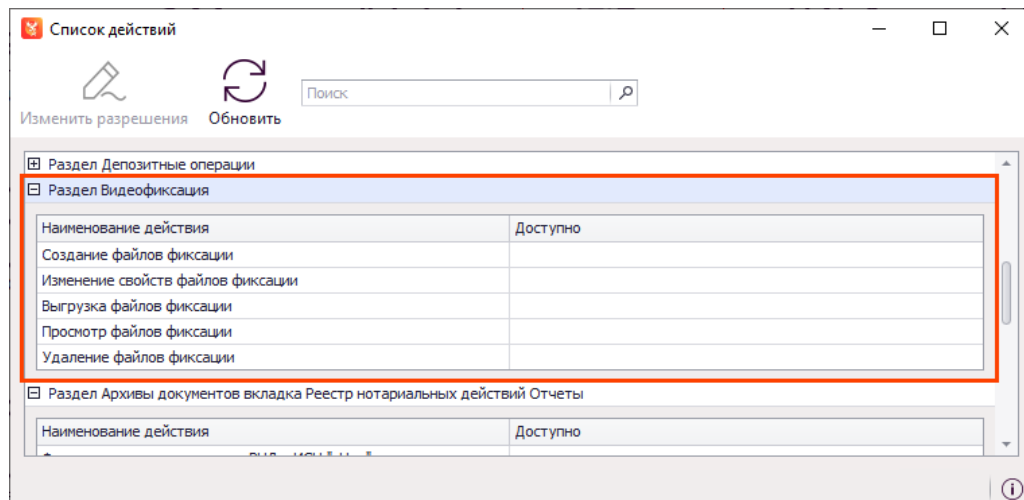 Список действий
Изменить разрешения
Обновить
Поиск
Раздел Депозитные операции
Раздел Видеофиксация
Наименование действия Доступно
Создание файлов фиксации
Изменение свойств файлов фиксации
Выгрузка файлов фиксации
Просмотр файлов фиксации
Удаление файлов фиксации
Раздел Архивы документов вкладка Реестр нотариальных действий Отчеты
Наименование действия Доступно